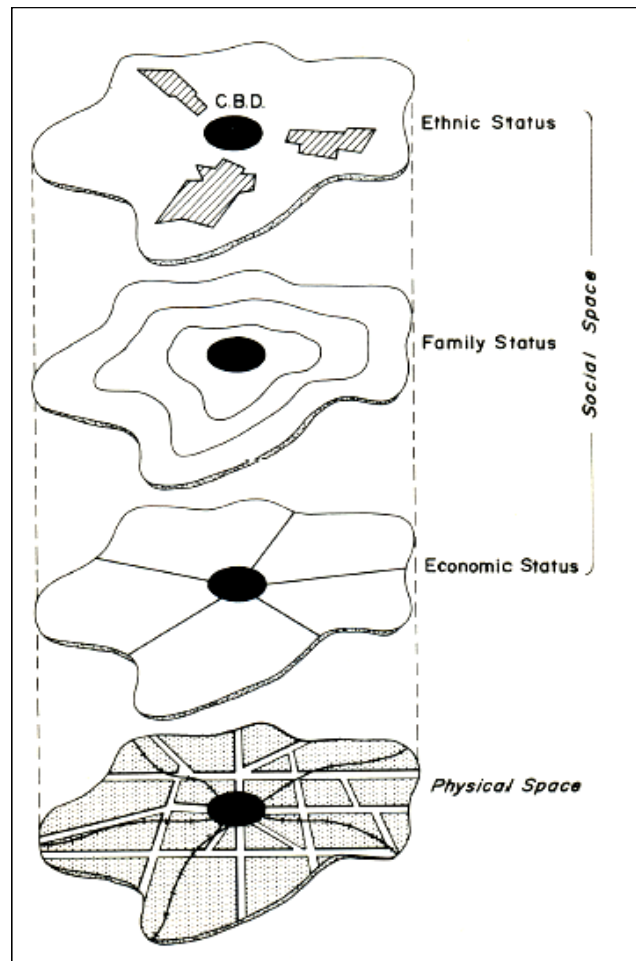 C.B.D.
Ethnic Status
Family Status
Social Space
Economic Status
Physical Space